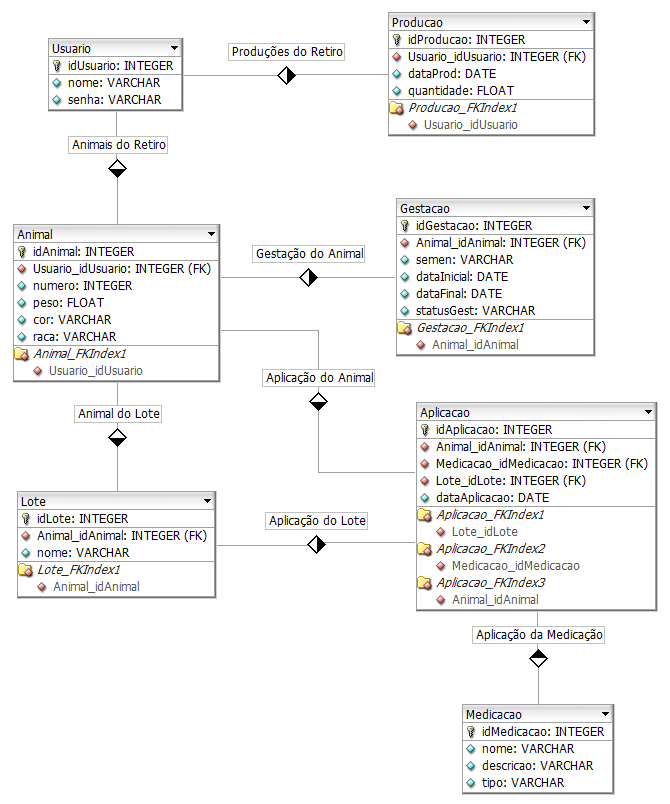 Usuario
idUsuario: INTEGER
nome: VARCHAR
senha: VARCHAR
Produções do Retiro
Producao
idProducao: INTEGER
Usuario_idUsuario: INTEGER (FK)
dataProd: DATE
quantidade: FLOAT
Producao_FKIndex1
Usuario_idUsuario
Animais do Retiro
Animal
idAnimal: INTEGER
Usuario_idUsuario: INTEGER (FK)
numero: INTEGER
peso: FLOAT
cor: VARCHAR
raca: VARCHAR
Animal_FKIndex1
Usuario_idUsuario
Gestação do Animal
Gestacao
idGestacao: INTEGER
Animal_idAnimal: INTEGER (FK)
semen: VARCHAR
dataInicial: DATE
dataFinal: DATE
statusGest: VARCHAR
Gestacao_FKIndex1
Animal_idAnimal
Aplicação do Animal
Animal do Lote
Aplicacao
idAplicacao: INTEGER
Animal_idAnimal: INTEGER (FK)
Medicacao_idMedicacao: INTEGER (FK)
Lote_idLote: INTEGER (FK)
dataAplicacao: DATE
Aplicacao_FKIndex1
Lote_idLote
Aplicacao_FKIndex2
Medicacao_idMedicacao
Aplicacao_FKIndex3
Animal_idAnimal
Lote
idLote: INTEGER
Animal_idAnimal: INTEGER (FK)
nome: VARCHAR
Lote_FKIndex1
Animal_idAnimal
Aplicação do Lote
Aplicação da Medicação
Medicacao
idMedicacao: INTEGER
nome: VARCHAR
descricao: VARCHAR
tipo: VARCHAR